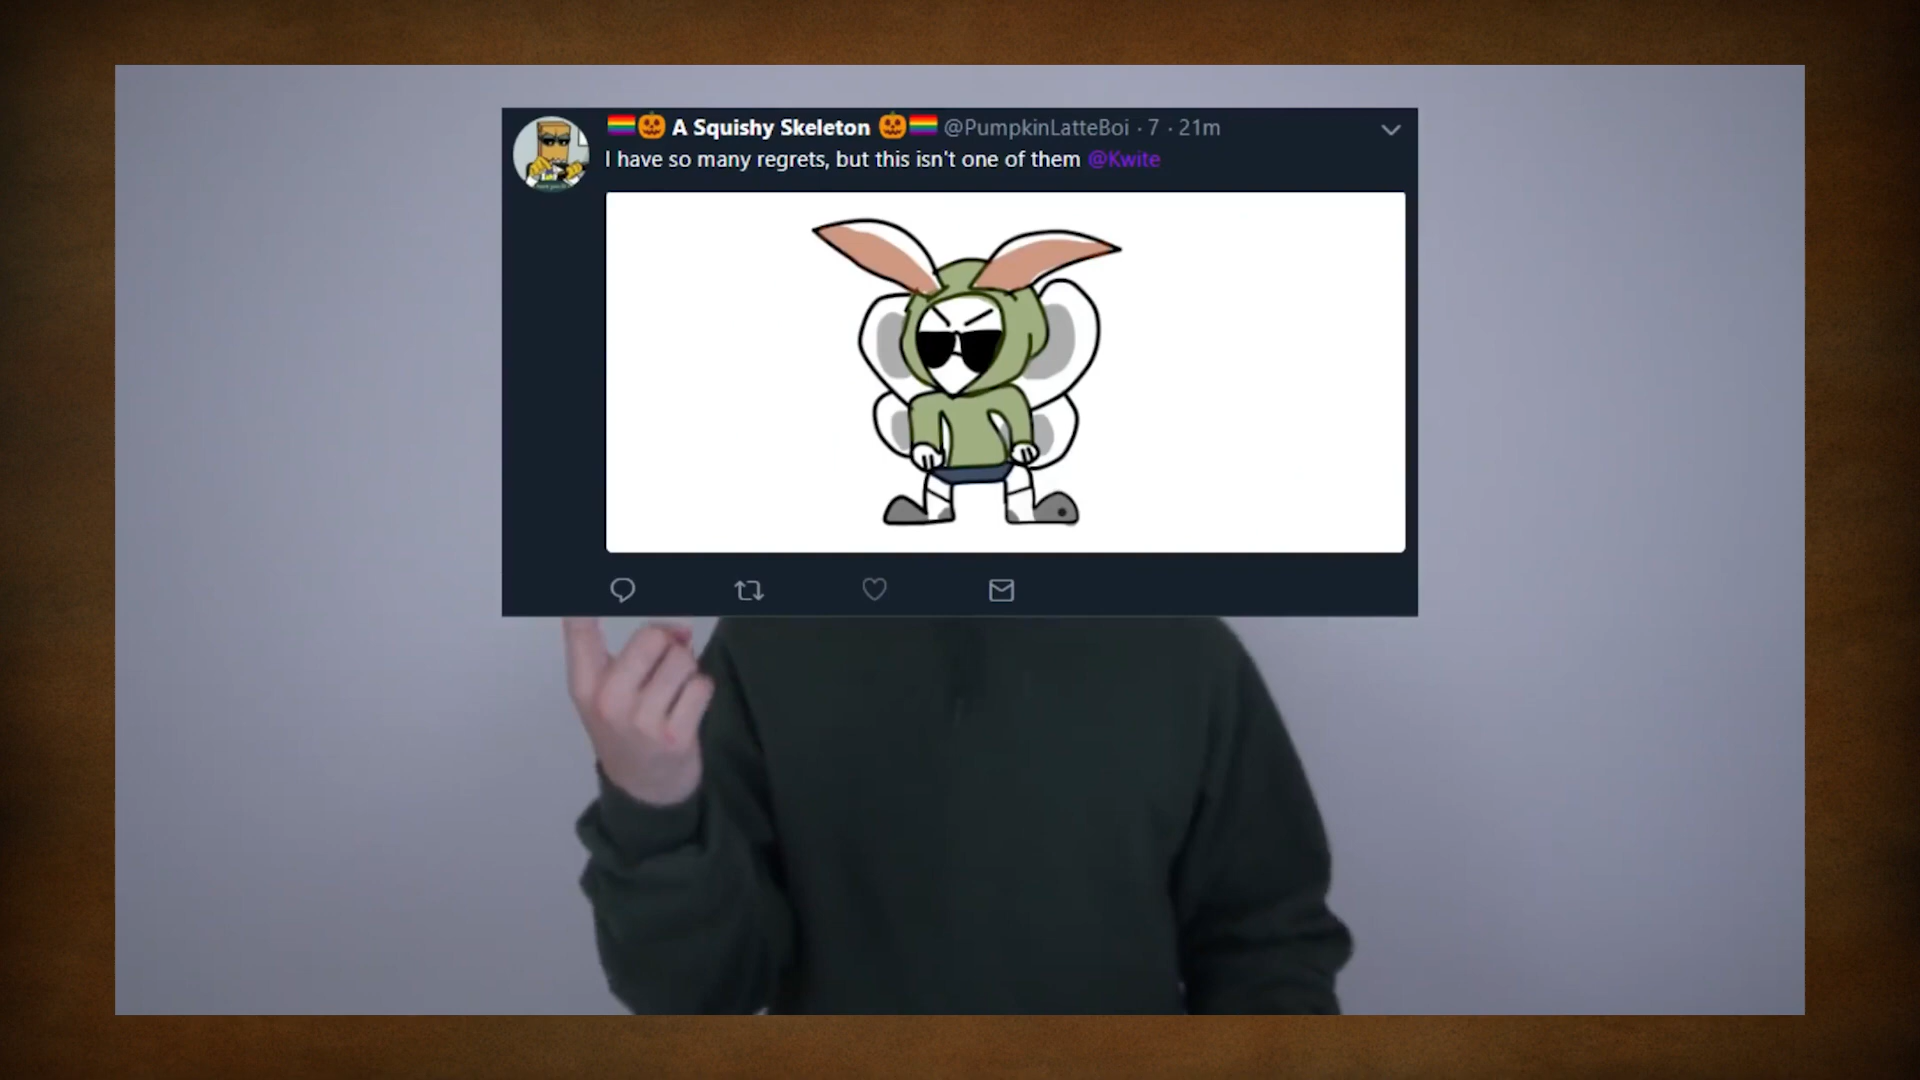 🏳️‍🌈🎃 A Squishy Skeleton 🎃🏳️‍🌈 @PumpkinLatteBoi · 7 · 21m
I have so many regrets, but this isn't one of them @Kwite